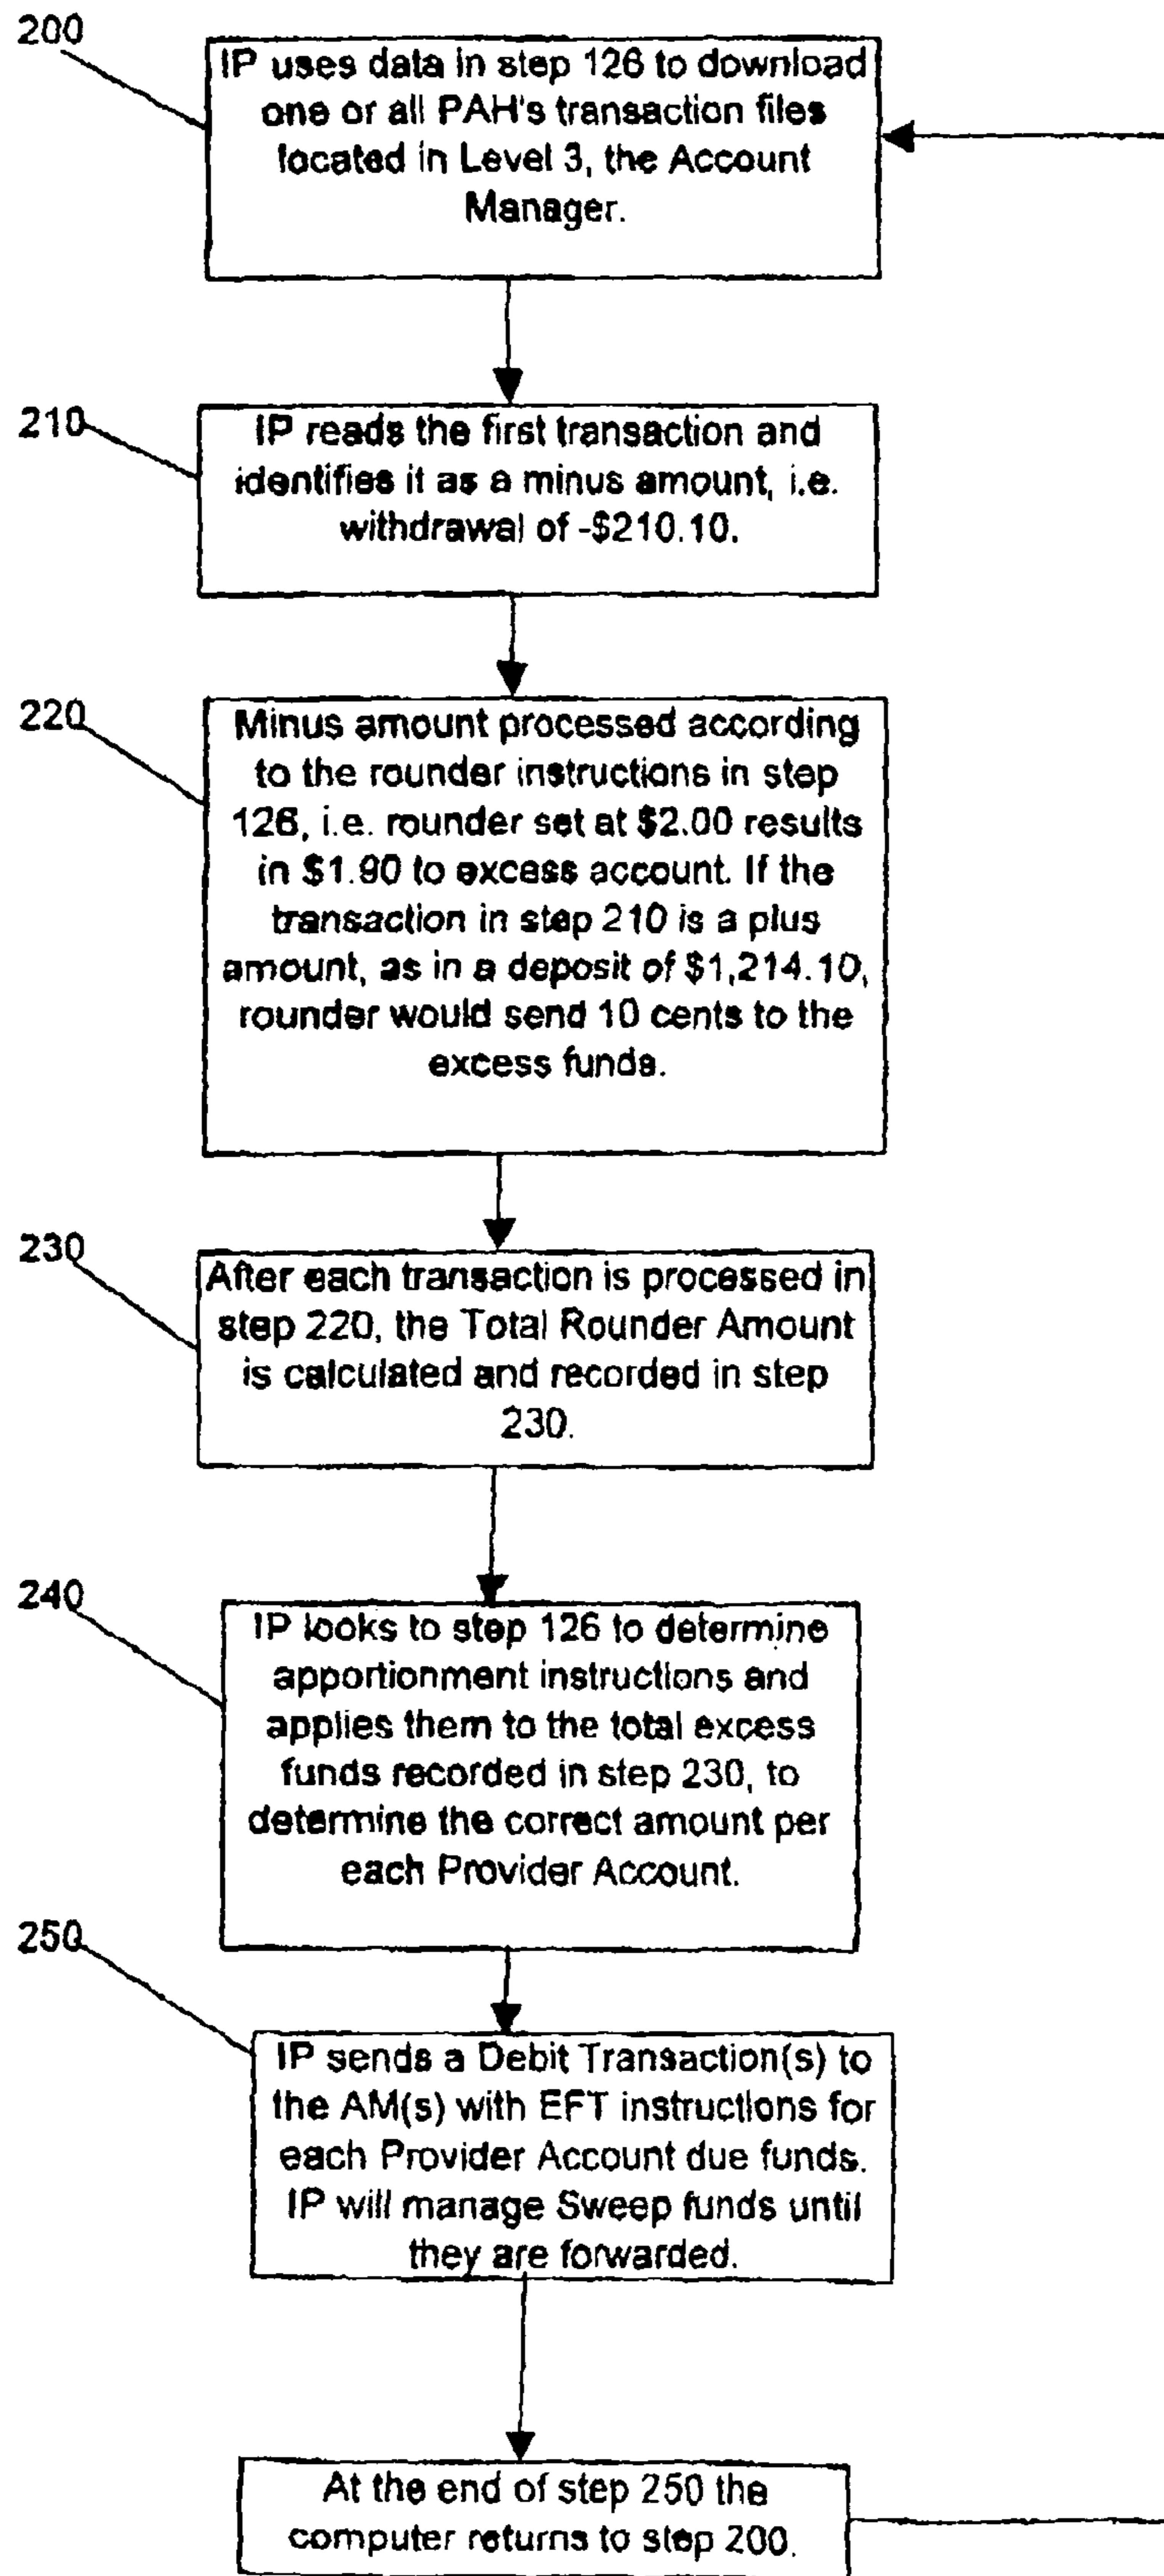 200
IP uses data in step 126 to download
one or all PAH's transaction files
located in Level 3, the Account
Manager.
210
IP reads the first transaction and
identifies it as a minus amount, i.e.
withdrawal of -$210.10.
220
Minus amount processed according
to the rounder instructions in step
126, i.e. rounder set at $2.00 results
in $1.90 to excess account. If the
transaction in step 210 is a plus
amount, as in a deposit of $1,214.10,
rounder would send 10 cents to the
excess funds.
230
After each transaction is processed in
step 220, the Total Rounder Amount
is calculated and recorded in step
230.
240
IP looks to step 126 to determine
apportionment instructions and
applies them to the total excess
funds recorded in step 230, to
determine the correct amount per
each Provider Account.
250
IP sends a Debit Transaction(s) to
the AM(s) with EFT instructions for
each Provider Account due funds.
IP will manage Sweep funds until
they are forwarded.
At the end of step 250 the
computer returns to step 200.